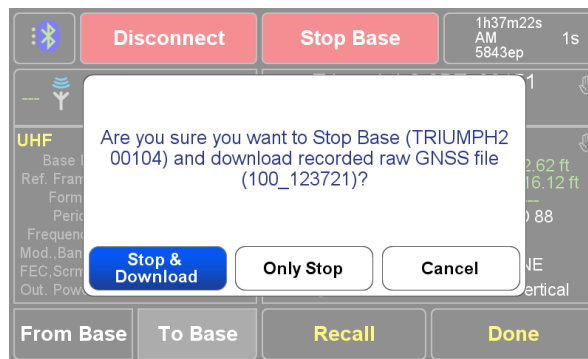 Disconnect
Stop Base
1h37m22s
AM 1s
5843ep
---
UHF
Base
Ref. Fram
Form
Perio
Frequenc
Mod.,Ban
FEC,Scrm
Out. Pow
2.62 ft
16.12 ft
---
88
NE
ertical
Are you sure you want to Stop Base (TRIUMPH2
00104) and download recorded raw GNSS file
(100_123721)?
Stop &
Download
Only Stop
Cancel
From Base
To Base
Recall
Done